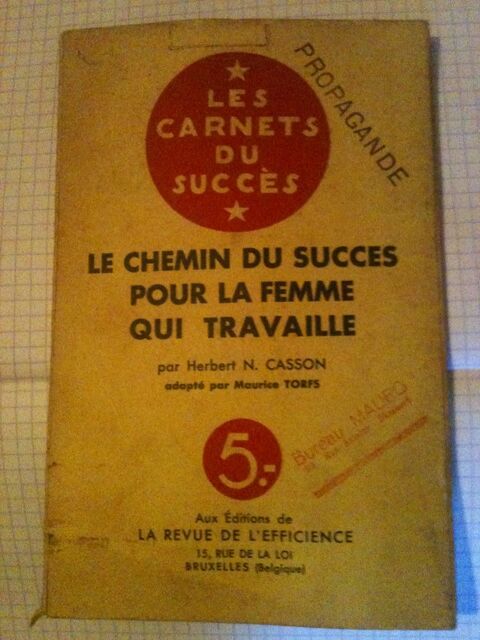 LES
CARNETS
DU
SUCCÈS
PROPAGANDE
LE CHEMIN DU SUCCES
POUR LA FEMME
QUI TRAVAILLE
par Herbert N. CASSON
adapté par Maurice TORFS
5.-
Bureau
Aux Éditions de
LA REVUE DE L'EFFICIENCE
15, RUE DE LA LOI
BRUXELLES (Belgique)